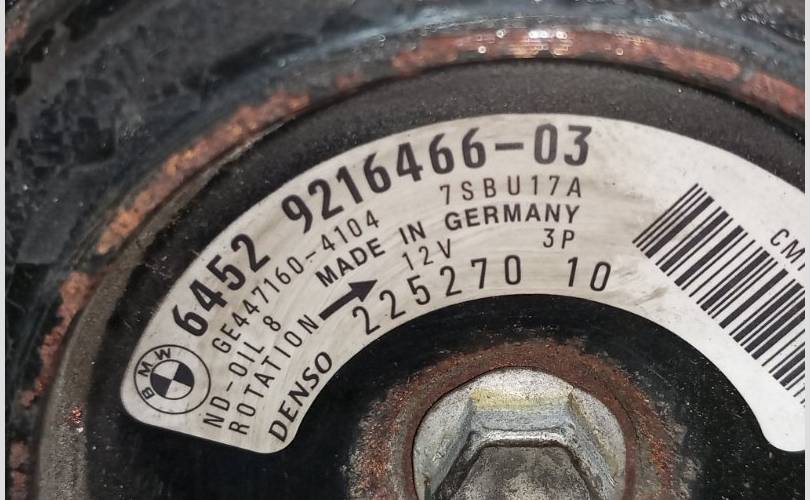 6452 9216466-03
GE447160-4104 7SBU17A
ND-OIL 8 MADE IN GERMANY
ROTATION 12V 3P
DENSO 225270 10
BMW
CM